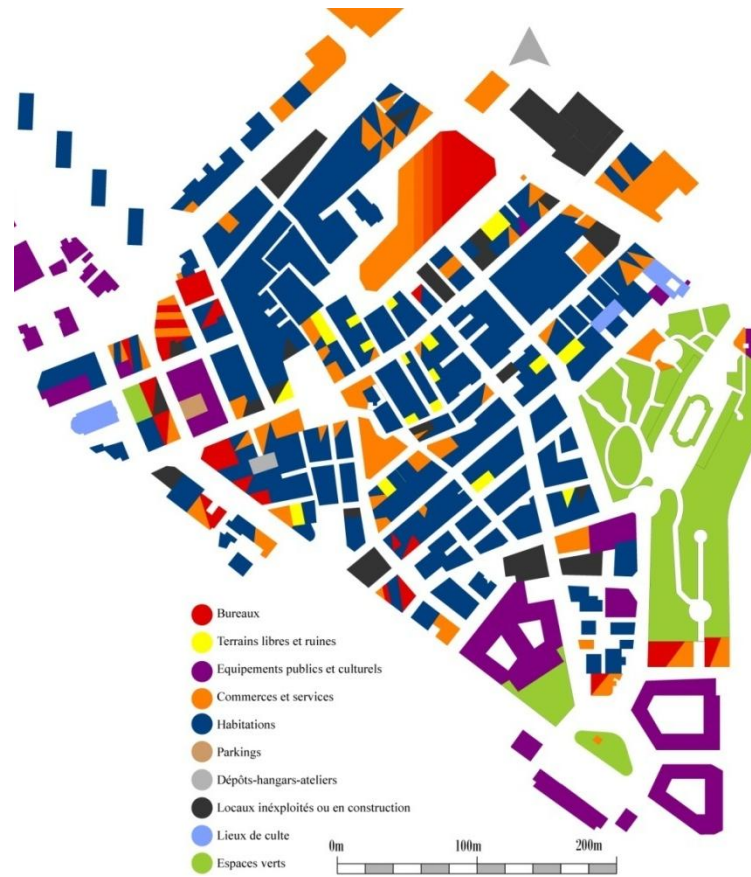 Bureaux
Terrains libres et ruines
Equipements publics et culturels
Commerces et services
Habitations
Parkings
Dépôts-hangars-ateliers
Locaux inéxploités ou en construction
Lieux de culte
Espaces verts
0m 100m 200m